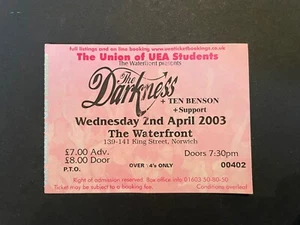 full listings and on line booking www.ueaticketbookings.co.uk
The Union of UEA Students
The Waterfront presents
The Darkness
+ TEN BENSON
+ Support
Wednesday 2nd April 2003
The Waterfront
139-141 King Street, Norwich
£7.00 Adv. Doors 7:30pm
£8.00 Door
OVER 14's ONLY 00402
P.T.O.
Right of admission reserved. Box office info 01603 50-80-50
Ticket may be subject to a booking fee. Conditions overleaf